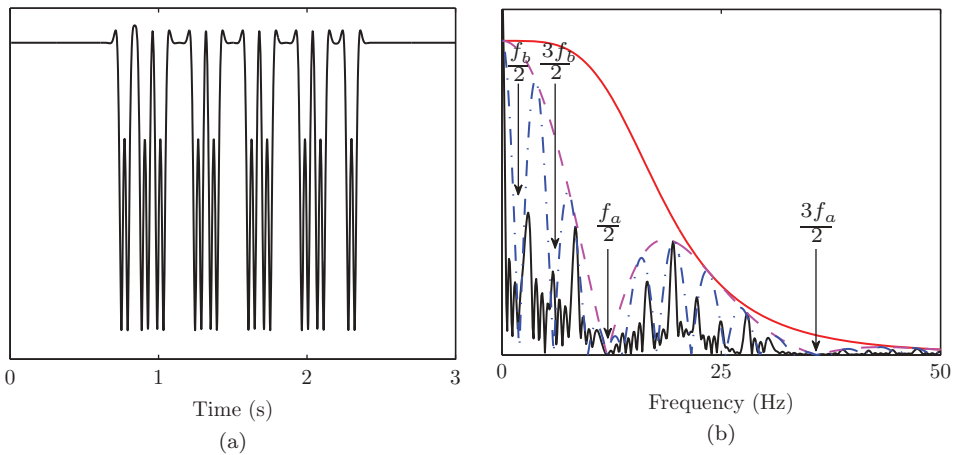 0 1 2 3
Time (s)
(a)
f_b/2 3f_b/2
f_a/2 3f_a/2
0 25 50
Frequency (Hz)
(b)